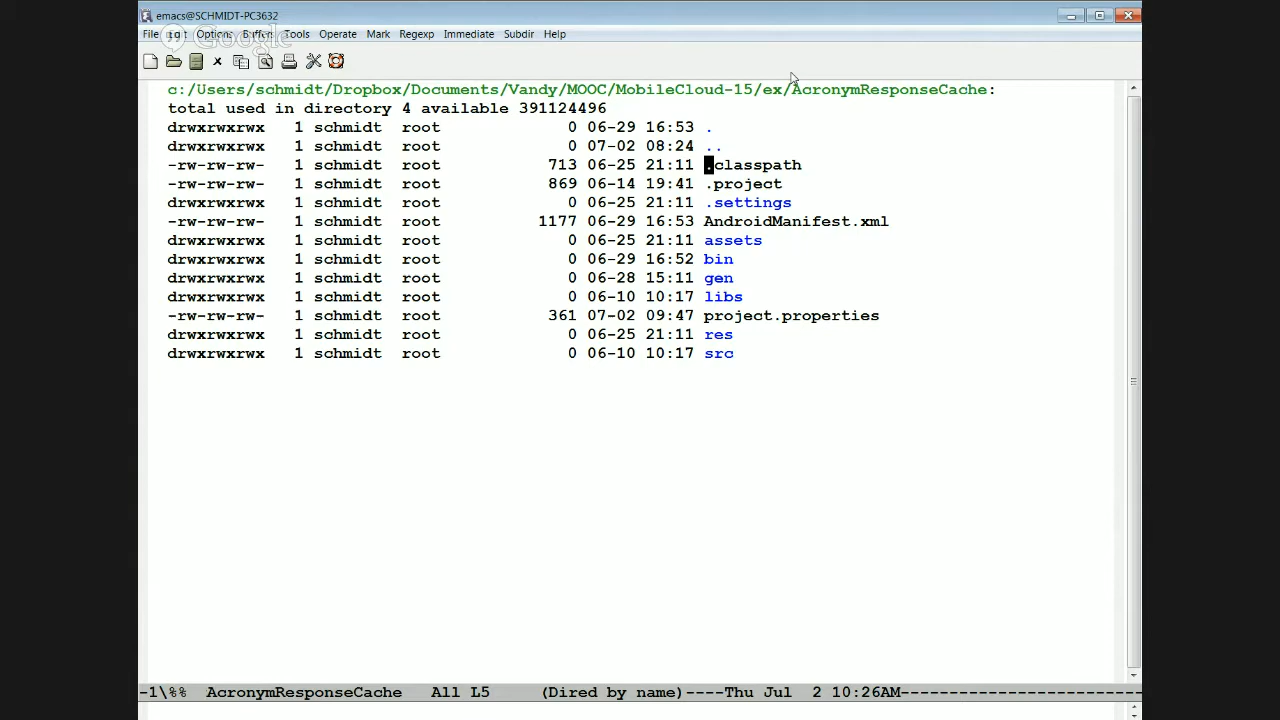 emacs@SCHMIDT-PC3632
File Edit Options Buffers Tools Operate Mark Regexp Immediate Subdir Help
Google
c:/Users/schmidt/Dropbox/Documents/Vandy/MOOC/MobileCloud-15/ex/AcronymResponseCache:
total used in directory 4 available 391124496
drwxrwxrwx 1 schmidt root 0 06-29 16:53 .
drwxrwxrwx 1 schmidt root 0 07-02 08:24 ..
-rw-rw-rw- 1 schmidt root 713 06-25 21:11 .classpath
-rw-rw-rw- 1 schmidt root 869 06-14 19:41 .project
drwxrwxrwx 1 schmidt root 0 06-25 21:11 .settings
-rw-rw-rw- 1 schmidt root 1177 06-29 16:53 AndroidManifest.xml
drwxrwxrwx 1 schmidt root 0 06-25 21:11 assets
drwxrwxrwx 1 schmidt root 0 06-29 16:52 bin
drwxrwxrwx 1 schmidt root 0 06-28 15:11 gen
drwxrwxrwx 1 schmidt root 0 06-10 10:17 libs
-rw-rw-rw- 1 schmidt root 361 07-02 09:47 project.properties
drwxrwxrwx 1 schmidt root 0 06-25 21:11 res
drwxrwxrwx 1 schmidt root 0 06-10 10:17 src
-1\%% AcronymResponseCache All L5 (Dired by name)----Thu Jul 2 10:26AM-------------------------